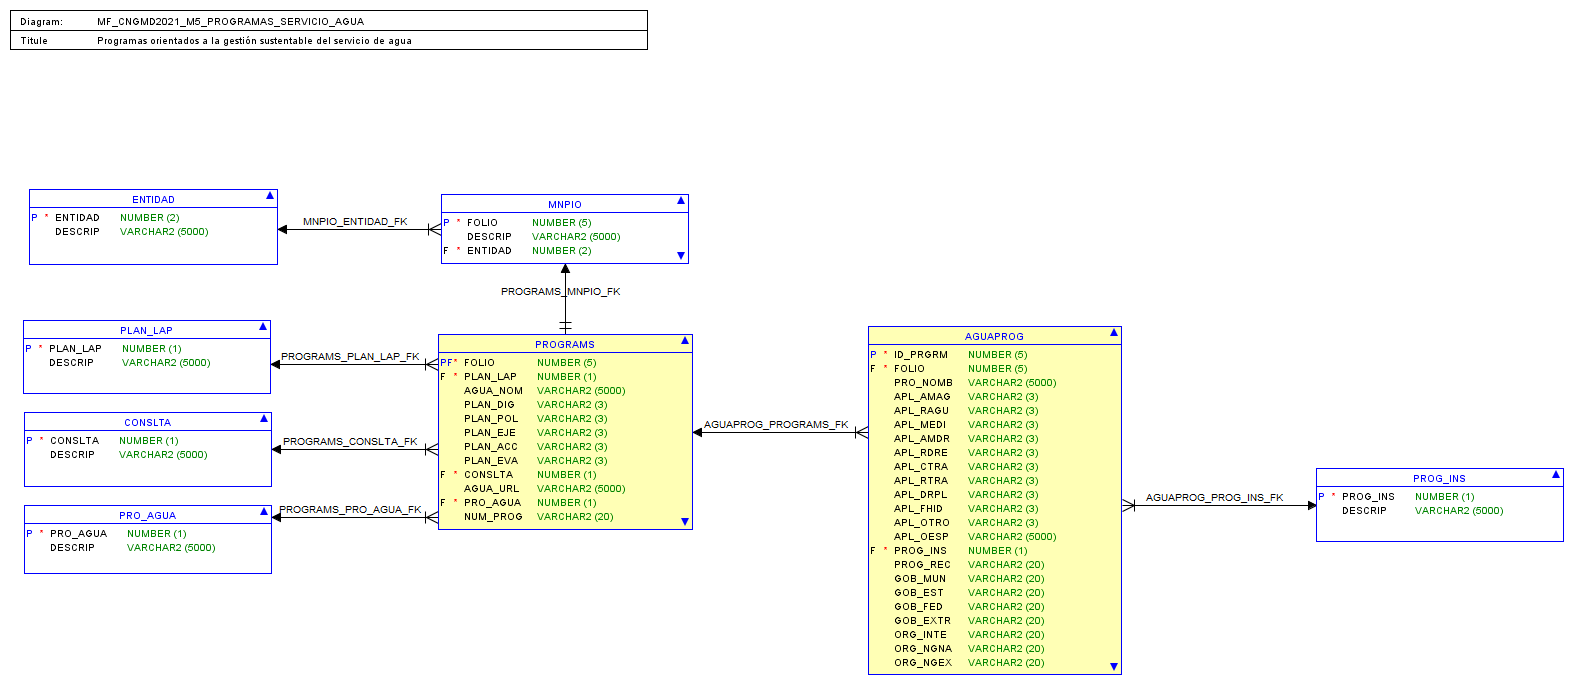 Diagram: MF_CNGMD2021_M5_PROGRAMAS_SERVICIO_AGUA
Titule Programas orientados a la gestión sustentable del servicio de agua
ENTIDAD
P * ENTIDAD NUMBER (2)
DESCRIP VARCHAR2 (5000)
MNPIO_ENTIDAD_FK
MNPIO
P * FOLIO NUMBER (5)
DESCRIP VARCHAR2 (5000)
F * ENTIDAD NUMBER (2)
PROGRAMS_MNPIO_FK
PLAN_LAP
P * PLAN_LAP NUMBER (1)
DESCRIP VARCHAR2 (5000)
PROGRAMS_PLAN_LAP_FK
CONSLTA
P * CONSLTA NUMBER (1)
DESCRIP VARCHAR2 (5000)
PROGRAMS_CONSLTA_FK
PRO_AGUA
P * PRO_AGUA NUMBER (1)
DESCRIP VARCHAR2 (5000)
PROGRAMS_PRO_AGUA_FK
PROGRAMS
PF* FOLIO NUMBER (5)
F * PLAN_LAP NUMBER (1)
AGUA_NOM VARCHAR2 (5000)
PLAN_DIG VARCHAR2 (3)
PLAN_POL VARCHAR2 (3)
PLAN_EJE VARCHAR2 (3)
PLAN_ACC VARCHAR2 (3)
PLAN_EVA VARCHAR2 (3)
F * CONSLTA NUMBER (1)
AGUA_URL VARCHAR2 (5000)
F * PRO_AGUA NUMBER (1)
NUM_PROG VARCHAR2 (20)
AGUAPROG_PROGRAMS_FK
AGUAPROG
P * ID_PRGRM NUMBER (5)
F * FOLIO NUMBER (5)
PRO_NOMB VARCHAR2 (5000)
APL_AMAG VARCHAR2 (3)
APL_RAGU VARCHAR2 (3)
APL_MEDI VARCHAR2 (3)
APL_AMDR VARCHAR2 (3)
APL_RDRE VARCHAR2 (3)
APL_CTRA VARCHAR2 (3)
APL_RTRA VARCHAR2 (3)
APL_DRPL VARCHAR2 (3)
APL_FHID VARCHAR2 (3)
APL_OTRO VARCHAR2 (3)
APL_OESP VARCHAR2 (5000)
F * PROG_INS NUMBER (1)
PROG_REC VARCHAR2 (20)
GOB_MUN VARCHAR2 (20)
GOB_EST VARCHAR2 (20)
GOB_FED VARCHAR2 (20)
GOB_EXTR VARCHAR2 (20)
ORG_INTE VARCHAR2 (20)
ORG_NGNA VARCHAR2 (20)
ORG_NGEX VARCHAR2 (20)
AGUAPROG_PROG_INS_FK
PROG_INS
P * PROG_INS NUMBER (1)
DESCRIP VARCHAR2 (5000)